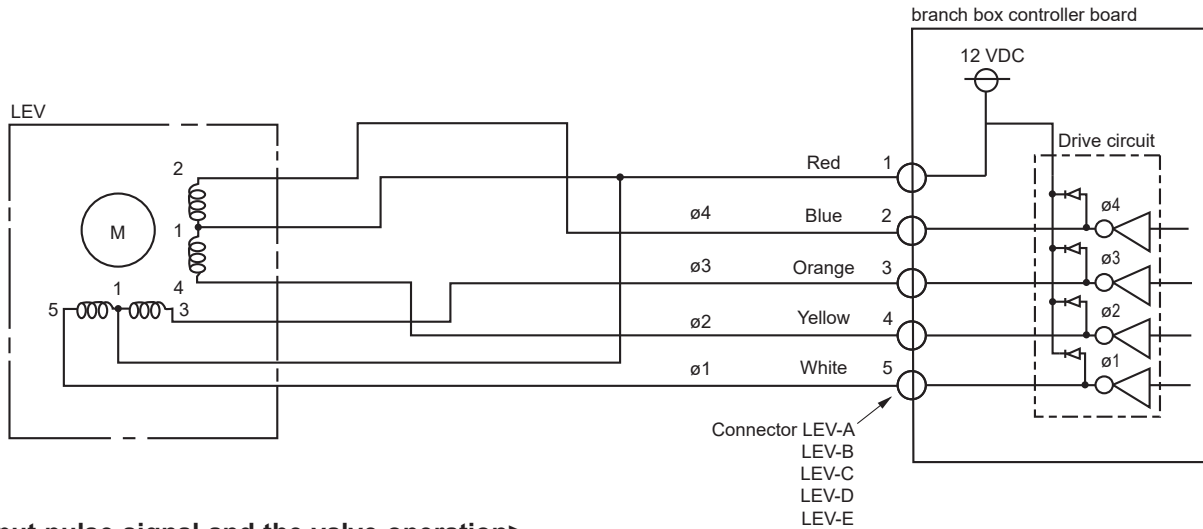 branch box controller board
12 VDC
LEV
Drive circuit
2
Red 1
ø4 Blue 2
ø4
1
M
ø3 Orange 3
ø3
4
1
5
3
ø2 Yellow 4
ø2
ø1 White 5
ø1
Connector LEV-A
LEV-B
LEV-C
LEV-D
LEV-E
put pulse signal and the valve operation>